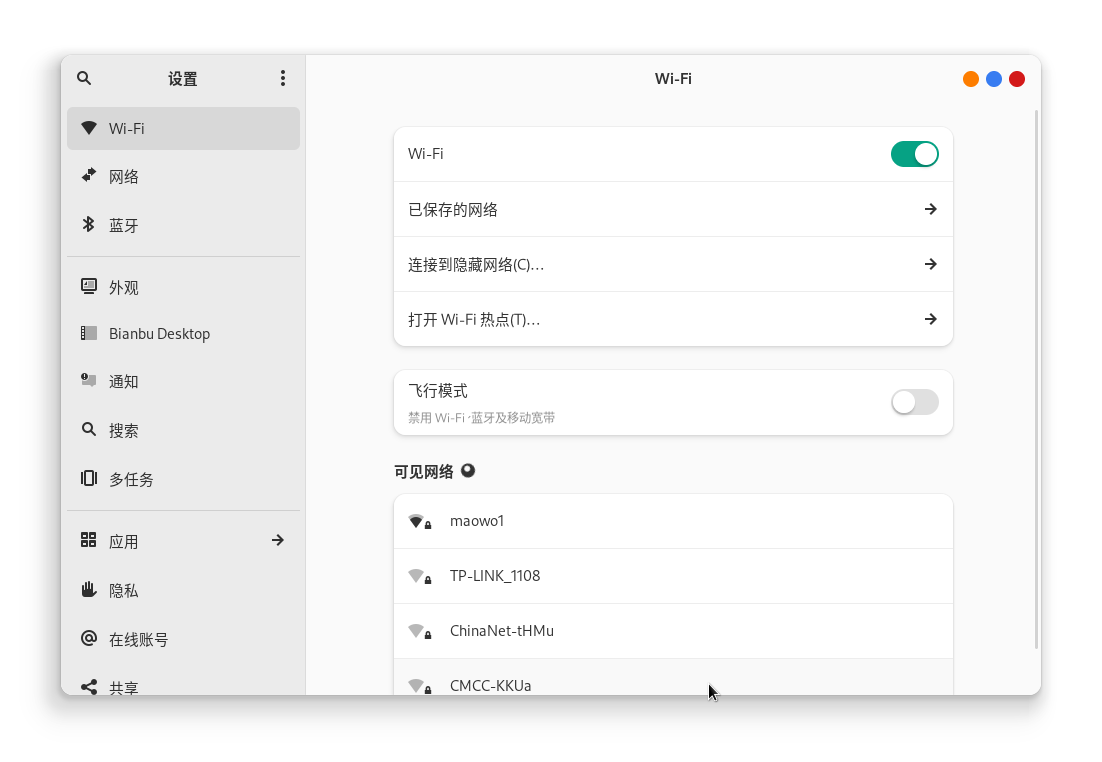 设置
Wi-Fi
网络
蓝牙
外观
Bianbu Desktop
通知
搜索
多任务
应用
隐私
在线账号
共享
Wi-Fi
Wi-Fi
已保存的网络
连接到隐藏网络(C)…
打开 Wi-Fi 热点(T)…
飞行模式
禁用 Wi-Fi、蓝牙及移动宽带
可见网络
maowo1
TP-LINK_1108
ChinaNet-tHMu
CMCC-KKUa